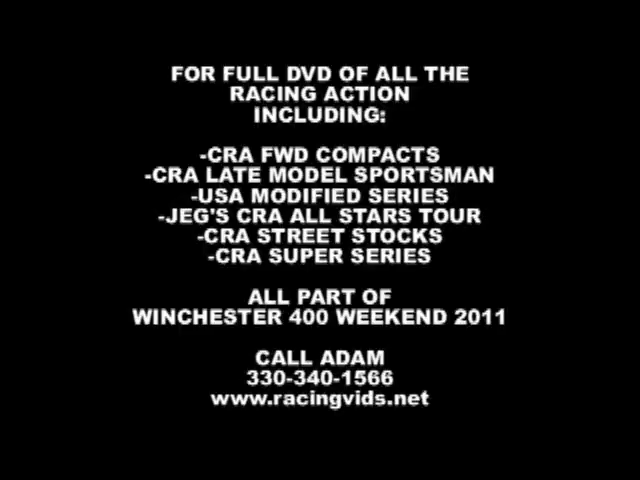 FOR FULL DVD OF ALL THE
RACING ACTION
INCLUDING:
-CRA FWD COMPACTS
-CRA LATE MODEL SPORTSMAN
-USA MODIFIED SERIES
-JEG'S CRA ALL STARS TOUR
-CRA STREET STOCKS
-CRA SUPER SERIES
ALL PART OF
WINCHESTER 400 WEEKEND 2011
CALL ADAM
330-340-1566
www.racingvids.net